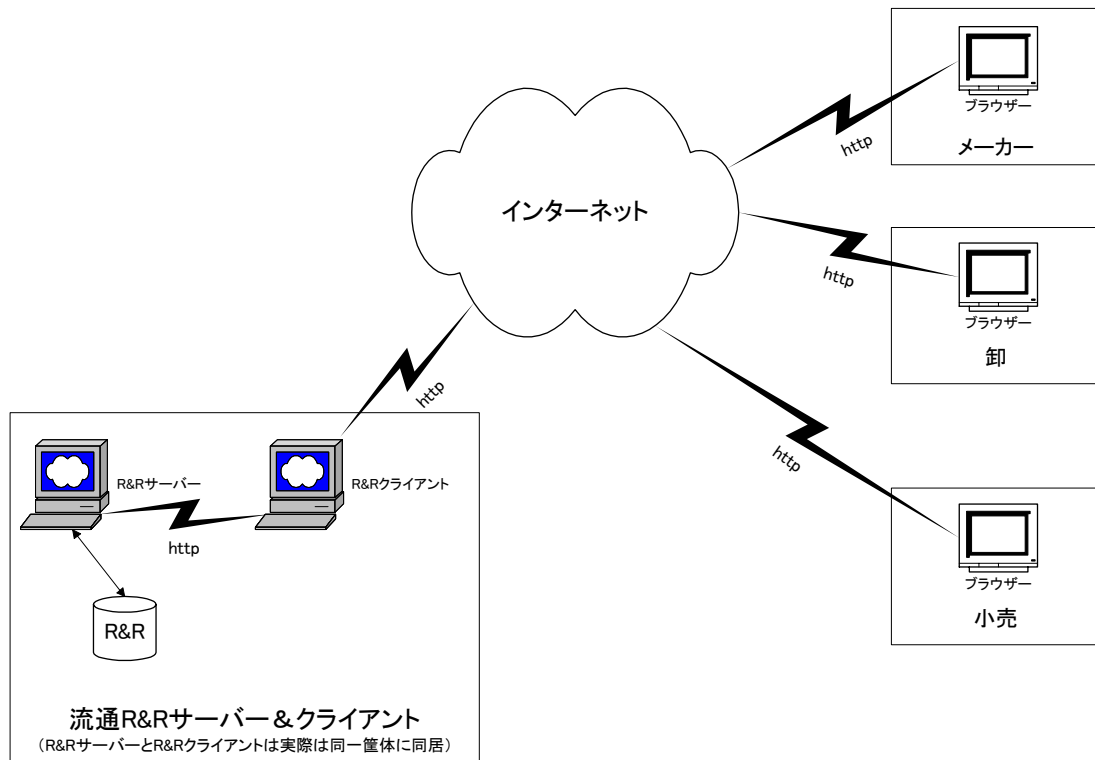 ブラウザー
メーカー
http
インターネット
http
ブラウザー
卸
http
http
ブラウザー
小売
R&Rサーバー
R&Rクライアント
http
R&R
流通R&Rサーバー&クライアント
(R&RサーバーとR&Rクライアントは実際は同一筐体に同居)